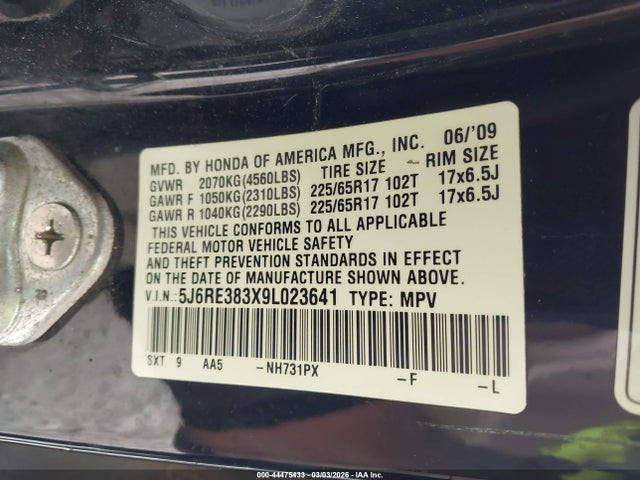 MFD. BY HONDA OF AMERICA MFG., INC. 06/'09
GVWR 2070KG(4560LBS) TIRE SIZE - RIM SIZE
GAWR F 1050KG(2310LBS) 225/65R17 102T 17x6.5J
GAWR R 1040KG(2290LBS) 225/65R17 102T 17x6.5J
THIS VEHICLE CONFORMS TO ALL APPLICABLE
FEDERAL MOTOR VEHICLE SAFETY
AND THEFT PREVENTION STANDARDS IN EFFECT
ON THE DATE OF MANUFACTURE SHOWN ABOVE.
V.I.N.: 5J6RE383X9L023641 TYPE: MPV
SXT 9 AA5 -NH731PX -F -L
22
000-44475433 - 03/03/2026 - IAA Inc.